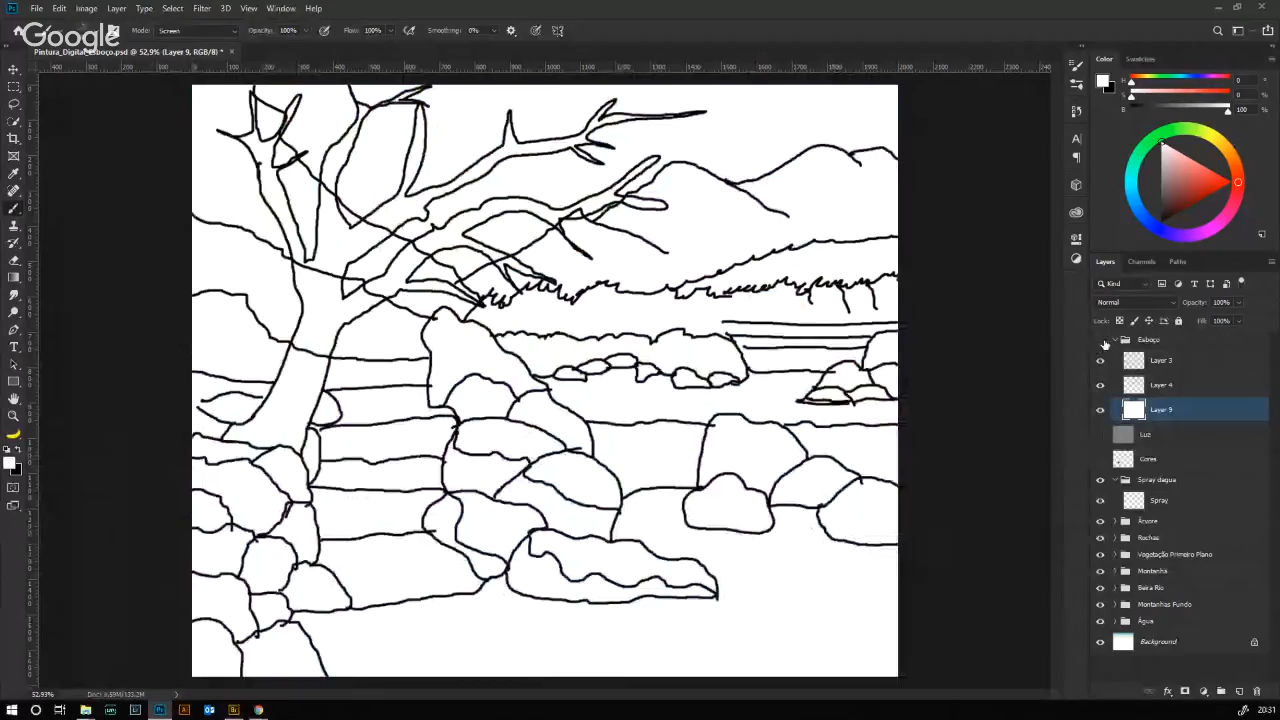 File Edit Image Layer Type Select Filter 3D View Window Help
Google
Mode: Screen Opacity: 100% Flow: 100% Smoothing: 0%
Pintura_Digital_Esboço.psd @ 52,9% (Layer 9, RGB/8) *
Color Swatches
H 0
S 0 %
B 100 %
Layers Channels Paths
Kind
Normal Opacity: 100%
Lock: Fill: 100%
Esboço
Layer 3
Layer 4
Layer 9
Luz
Cores
Spray dagua
Spray
Árvore
Rochas
Vegetação Primeiro Plano
Montanha
Beira Rio
Montanhas Fundo
Água
Background
52,93%
20:31